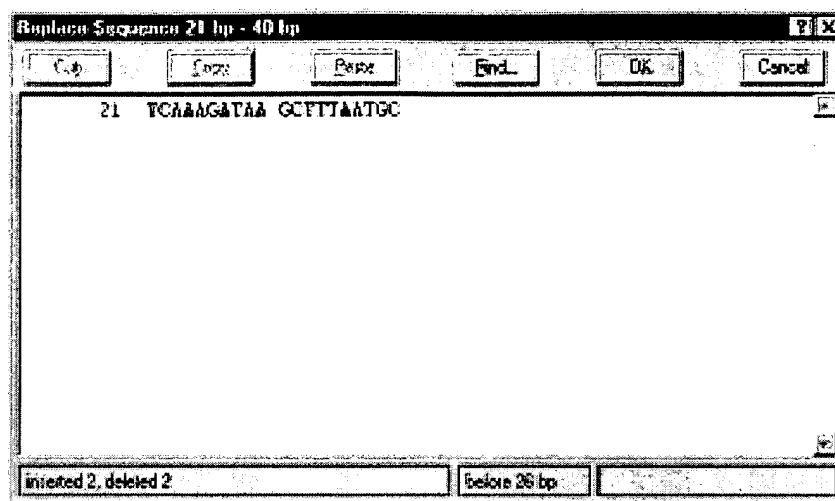 Replace Sequence 21 bp - 40 bp
Cut Copy Paste Find... OK Cancel
21 TCAAAGATAA GCTTTAATGC
inserted 2, deleted 2 before 26 bp